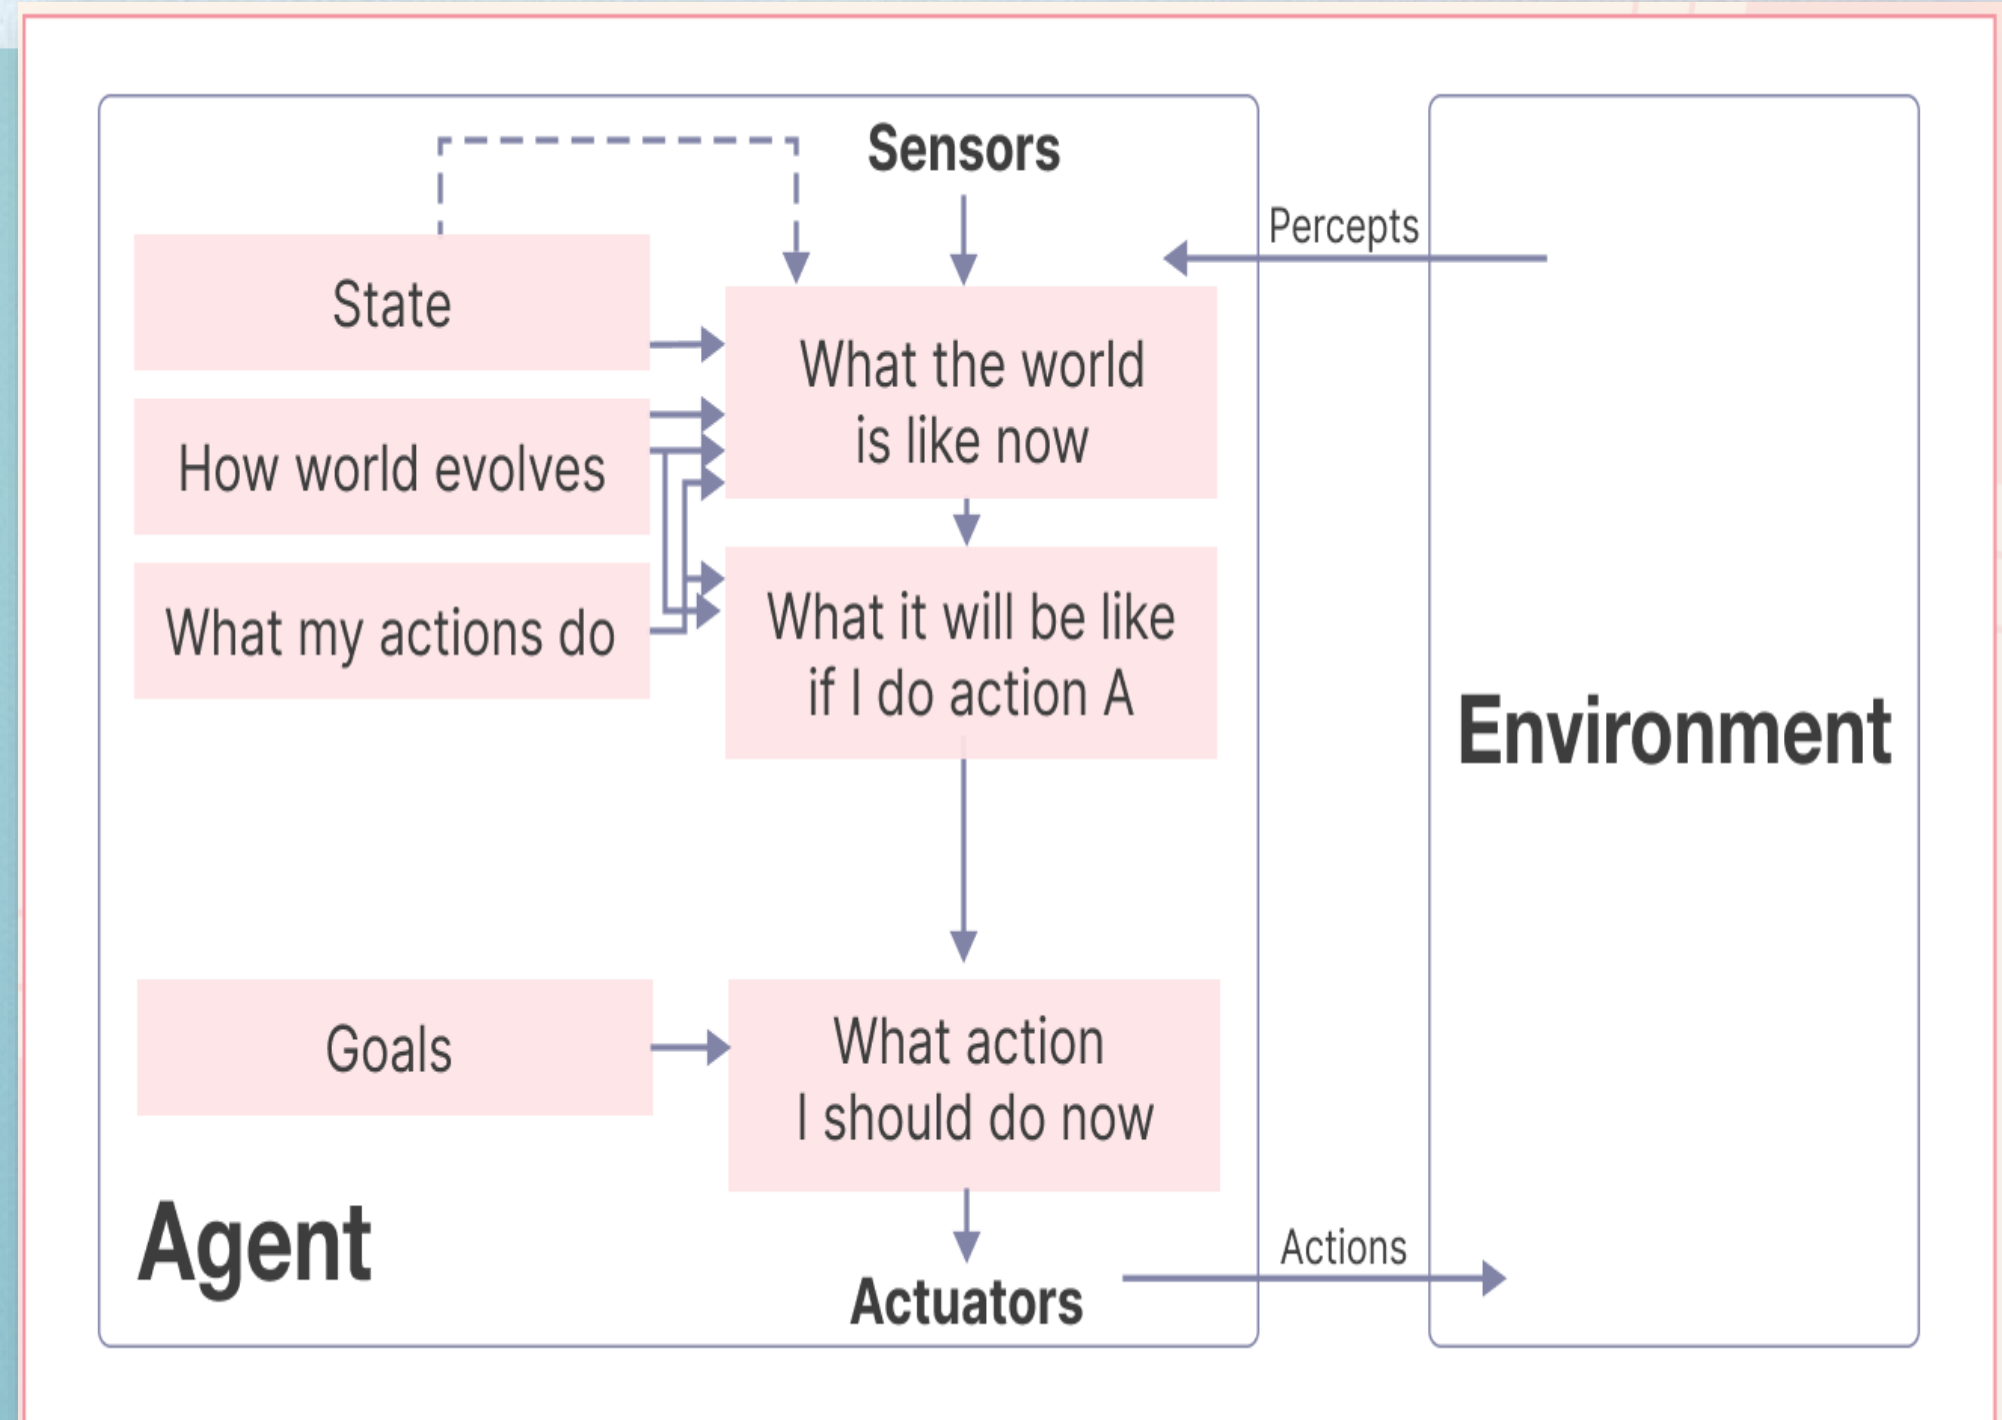 Sensors
Percepts
State
What the world
is like now
How world evolves
What my actions do
What it will be like
if I do action A
Environment
Goals
What action
I should do now
Agent
Actions
Actuators